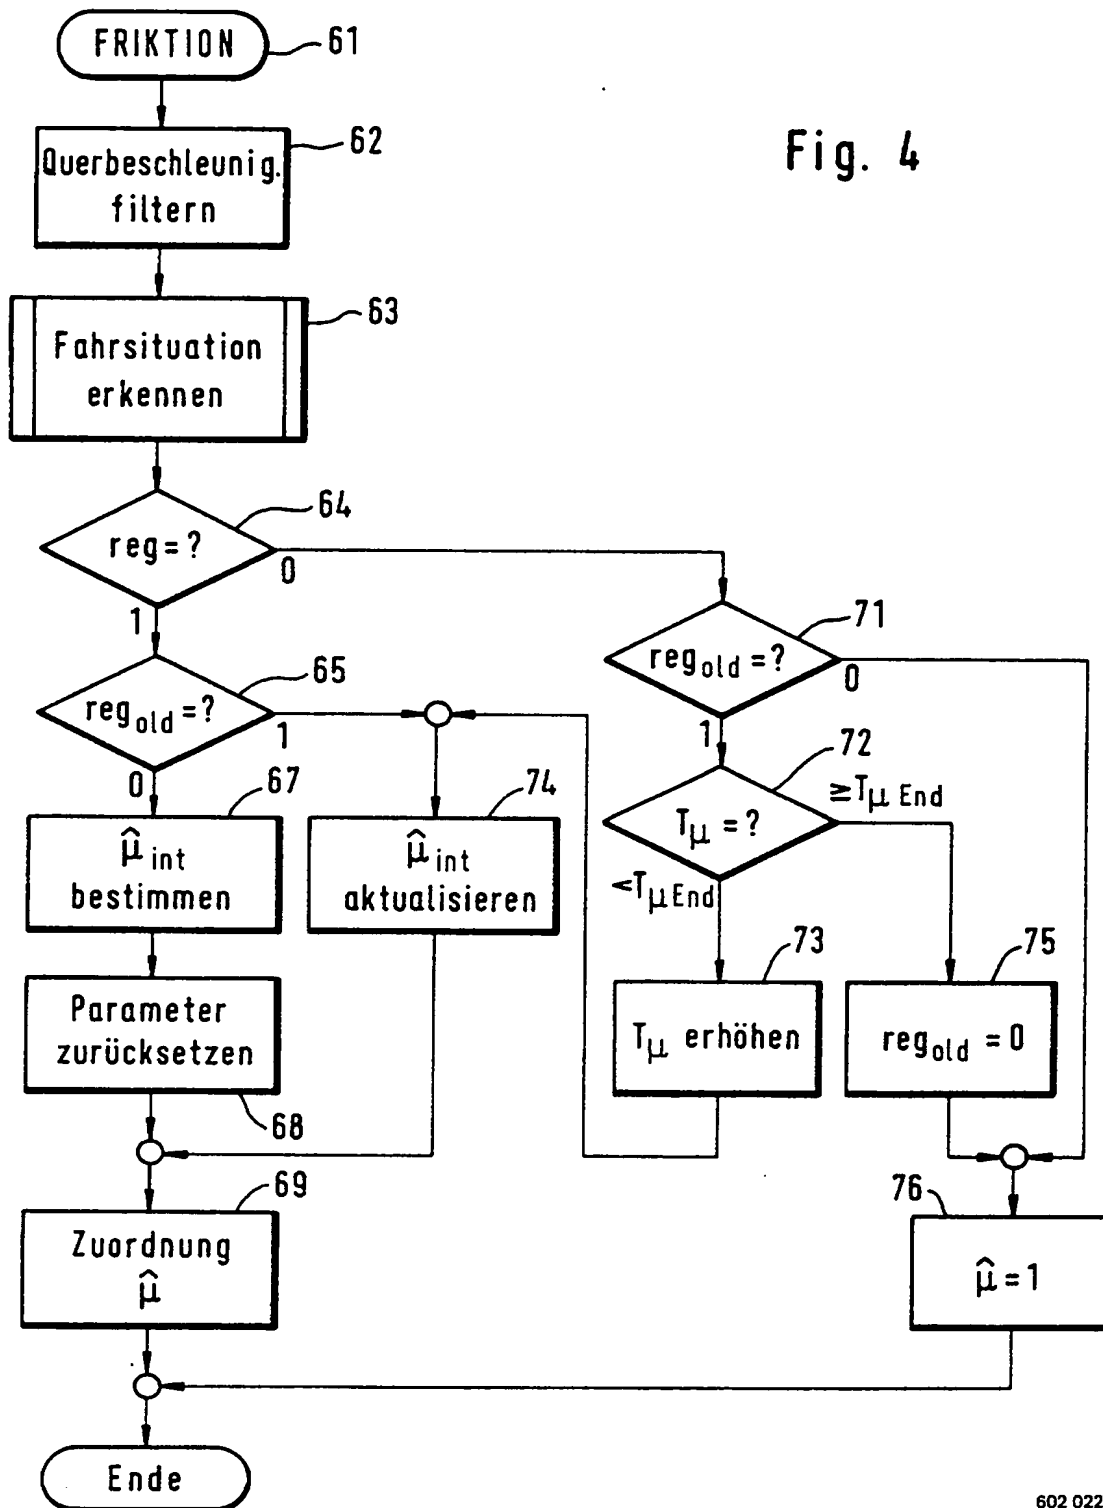 FRIKTION
61
Fig. 4
62
Querbeschleunig.
filtern
63
Fahrsituation
erkennen
64
reg = ?
0
1
71
reg_old = ?
0
1
65
reg_old = ?
1
0
72
T_μ = ?
≥T_μ End
<T_μ End
67
μ̂_int
bestimmen
74
μ̂_int
aktualisieren
73
T_μ erhöhen
75
reg_old = 0
Parameter
zurücksetzen
68
69
Zuordnung
μ̂
76
μ̂ = 1
Ende
602 022